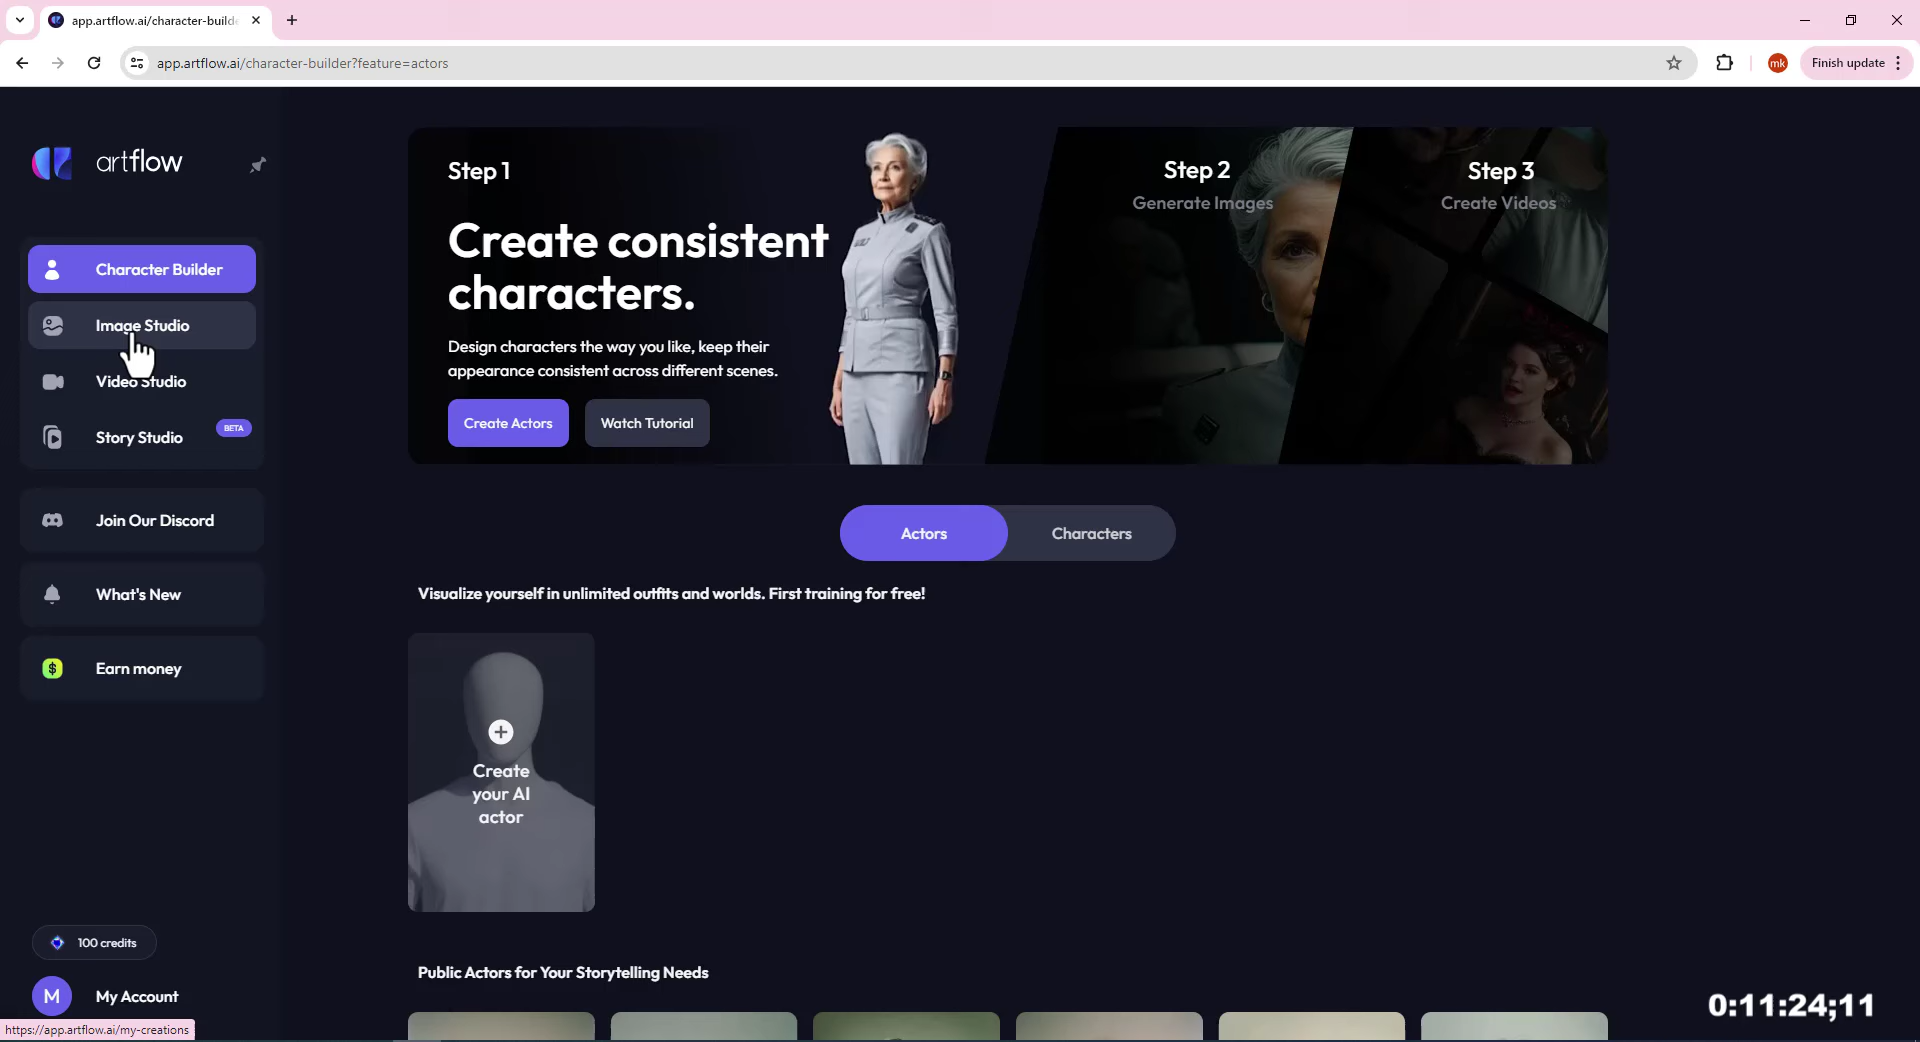 app.artflow.ai/character-builde
app.artflow.ai/character-builder?feature=actors
mk
Finish update
artflow
Character Builder
Image Studio
Video Studio
Story Studio
BETA
Join Our Discord
What's New
$
Earn money
100 credits
M
My Account
https://app.artflow.ai/my-creations
Step 1
Create consistent
characters.
Design characters the way you like, keep their
appearance consistent across different scenes.
Create Actors
Watch Tutorial
Step 2
Generate Images
Step 3
Create Videos
Actors
Characters
Visualize yourself in unlimited outfits and worlds. First training for free!
Create
your AI
actor
Public Actors for Your Storytelling Needs
0:11:24;11